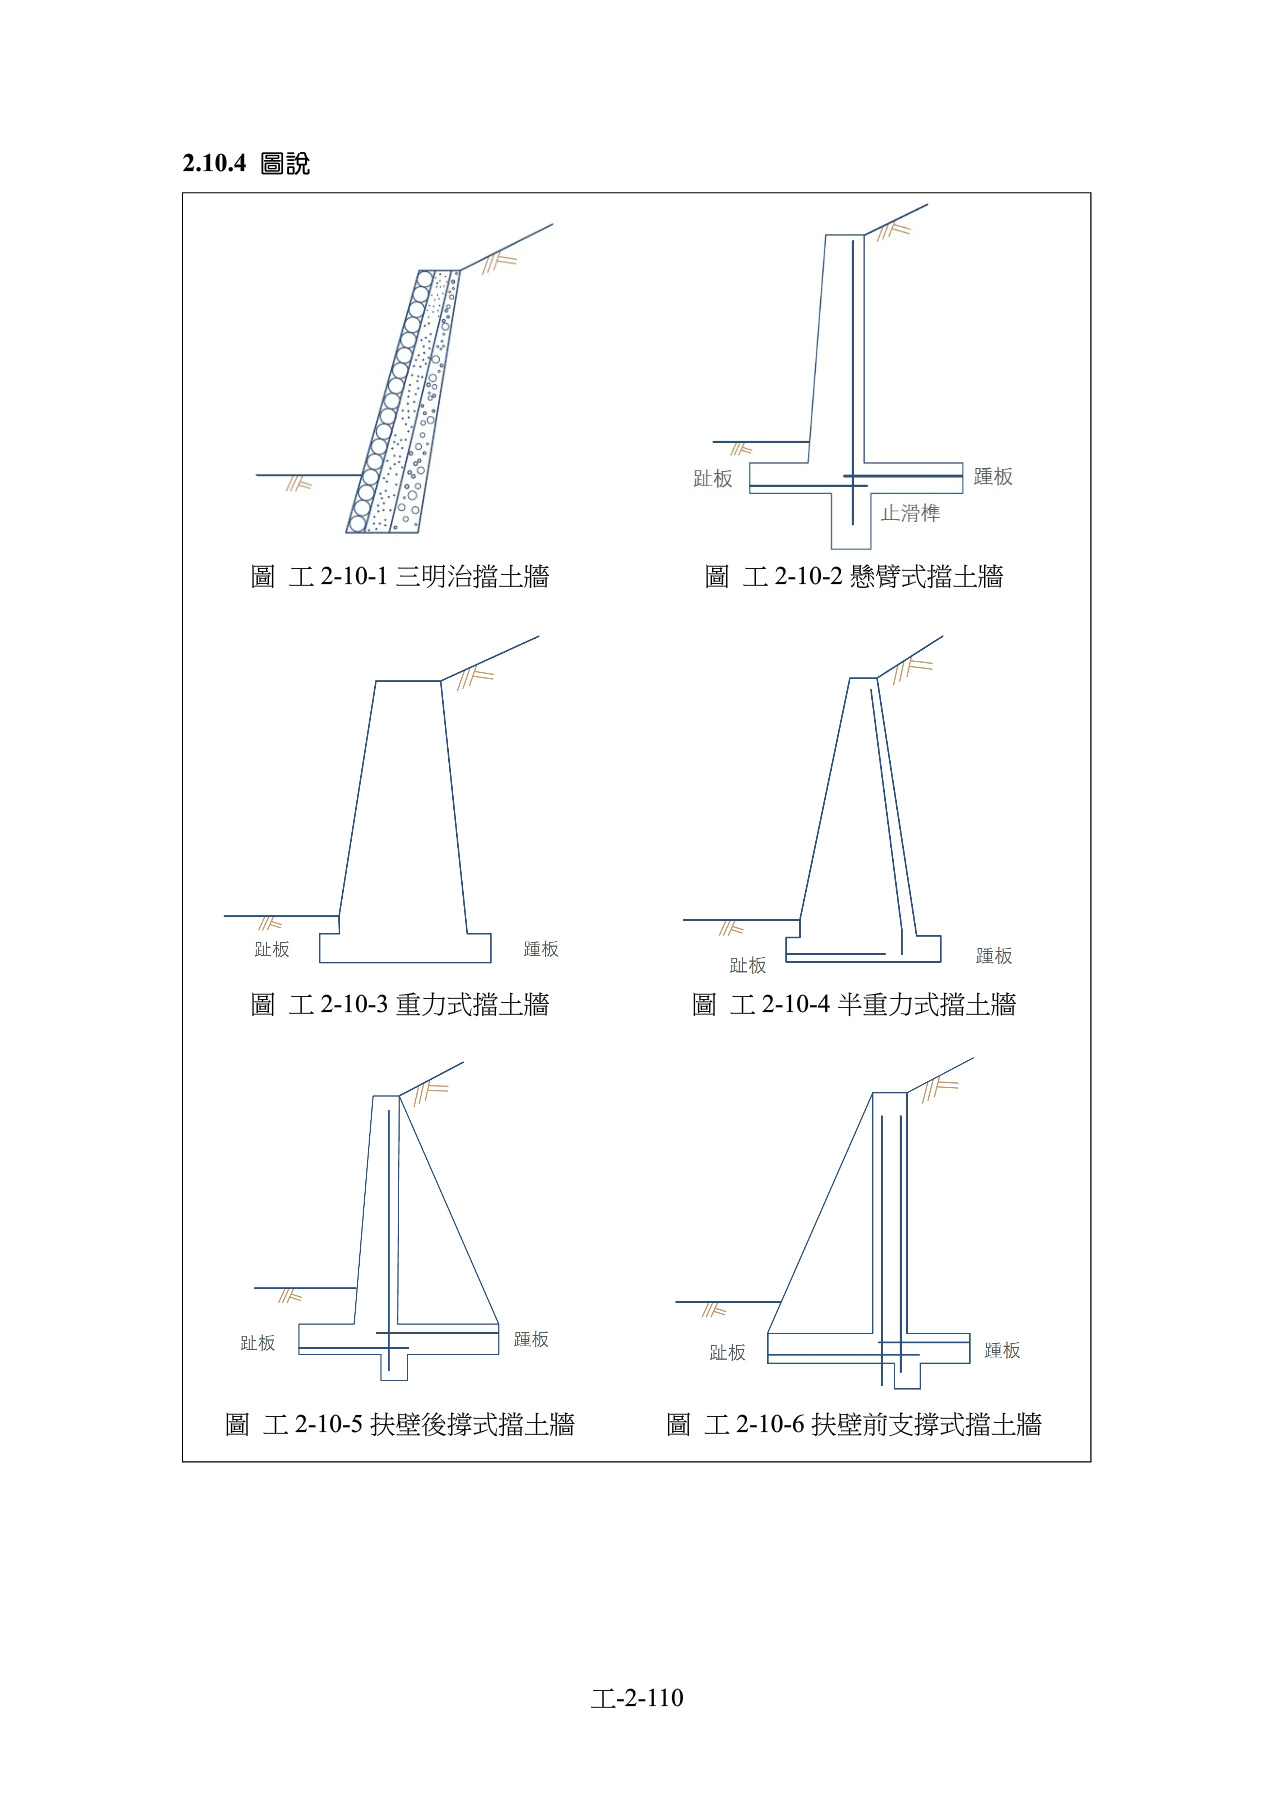 2.10.4 圖說
趾板
踵板
止滑榫
圖 工 2-10-1 三明治擋土牆
圖 工 2-10-2 懸臂式擋土牆
趾板
踵板
趾板
踵板
圖 工 2-10-3 重力式擋土牆
圖 工 2-10-4 半重力式擋土牆
趾板
踵板
趾板
踵板
圖 工 2-10-5 扶壁後撐式擋土牆
圖 工 2-10-6 扶壁前支撐式擋土牆
工-2-110